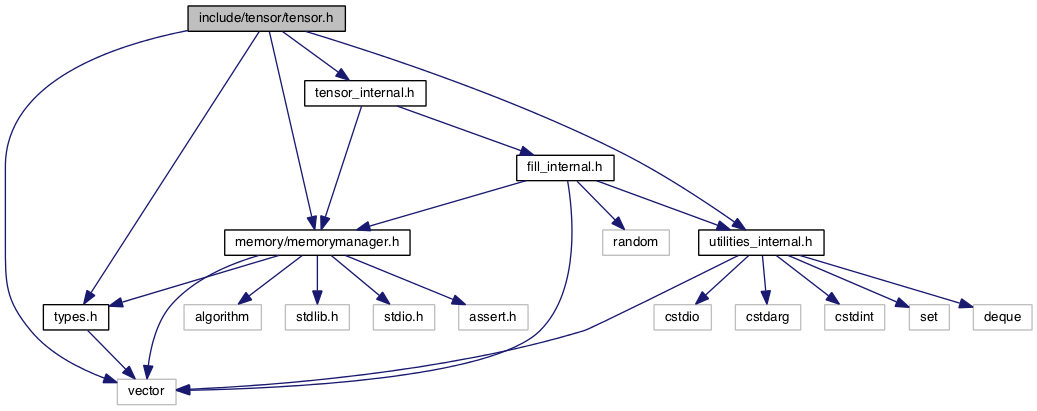 include/tensor/tensor.h
tensor_internal.h
fill_internal.h
memory/memorymanager.h
random
utilities_internal.h
types.h
algorithm
stdlib.h
stdio.h
assert.h
cstdio
cstdarg
cstdint
set
deque
vector